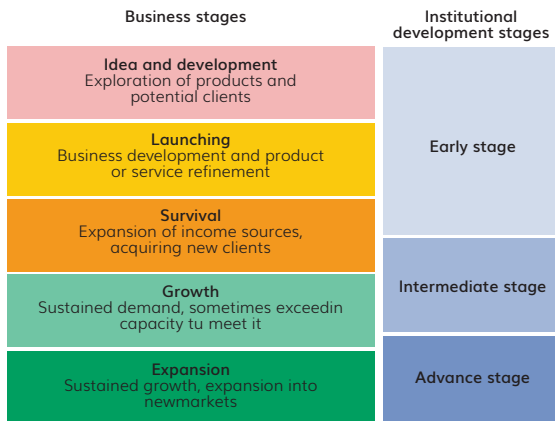 Business stages
Idea and development
Exploration of products and
potential clients
Launching
Business development and product
or service refinement
Survival
Expansion of income sources,
acquiring new clients
Growth
Sustained demand, sometimes exceedin
capacity tu meet it
Expansion
Sustained growth, expansion into
newmarkets
Institutional
development stages
Early stage
Intermediate stage
Advance stage